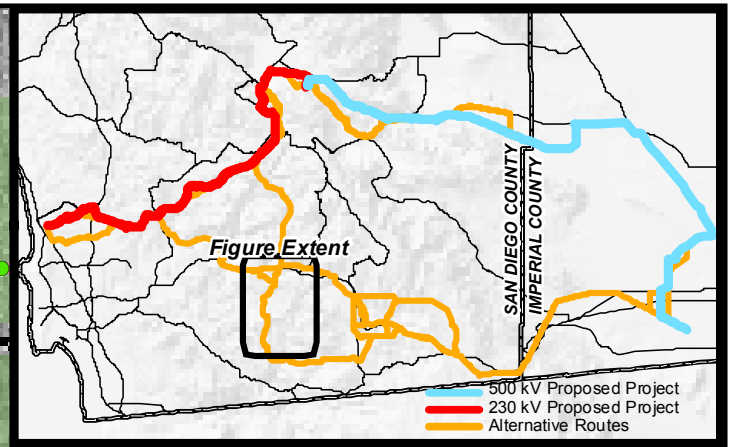 Figure Extent
SAN DIEGO COUNTY
IMPERIAL COUNTY
500 kV Proposed Project
230 kV Proposed Project
Alternative Routes